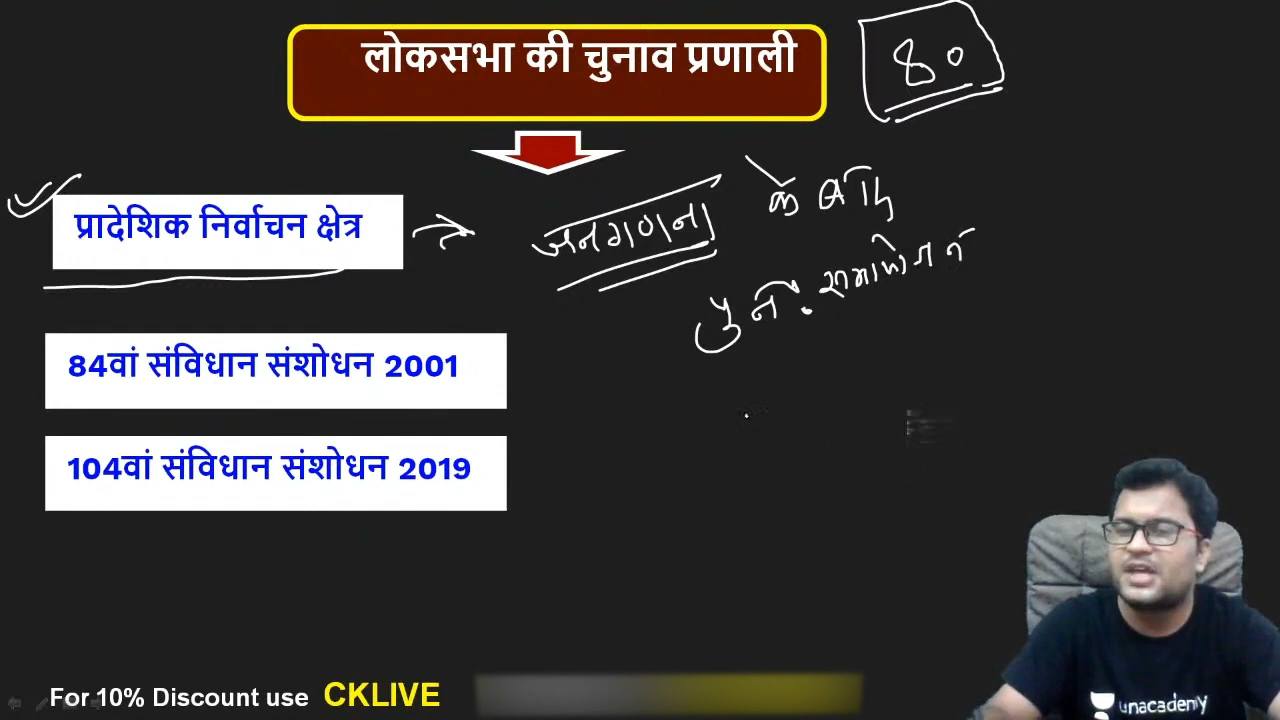 लोकसभा की चुनाव प्रणाली
80
प्रादेशिक निर्वाचन क्षेत्र
जनगणना के बाद
पुनः समायोजन
84वां संविधान संशोधन 2001
104वां संविधान संशोधन 2019
unacademy
For 10% Discount use CKLIVE